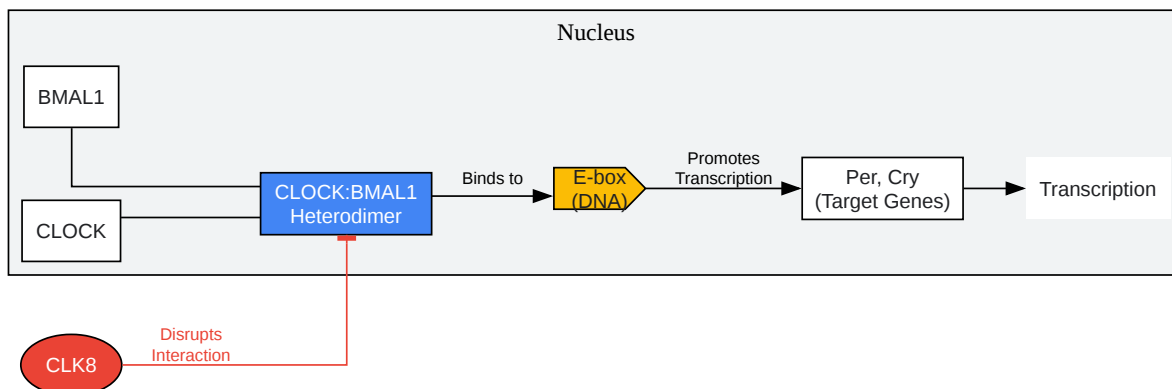 Nucleus
BMAL1
CLOCK
CLOCK:BMAL1
Heterodimer
Binds to
E-box
(DNA)
Promotes
Transcription
Per, Cry
(Target Genes)
Transcription
Disrupts
Interaction
CLK8